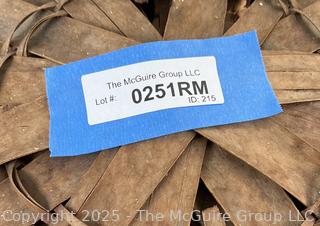 The McGuire Group LLC
Lot #: 0251RM
ID: 215
Copyright 2025 - The McGuire Group LLC